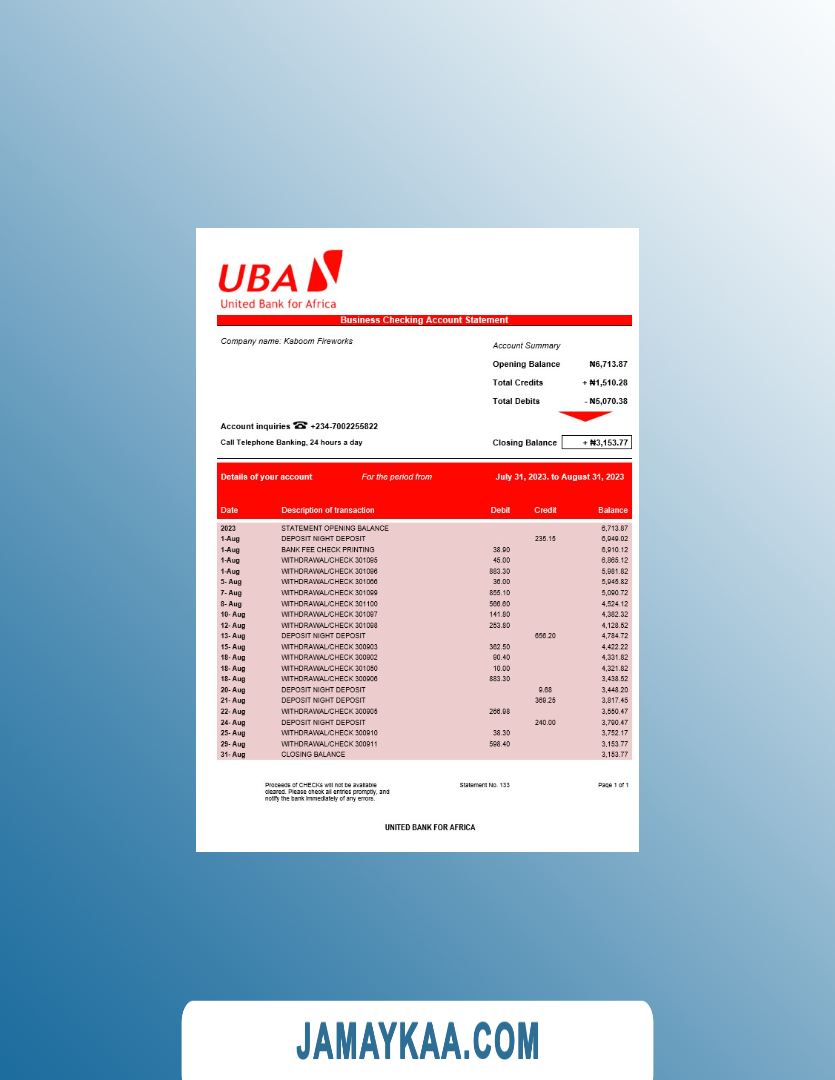 UBA
United Bank for Africa
Business Checking Account Statement
Company name: Kaboom Fireworks
Account Summary
Opening Balance ₦6,713.87
Total Credits + ₦1,510.28
Total Debits - ₦5,070.38
Account inquiries ☎ +234-7002255822
Call Telephone Banking, 24 hours a day Closing Balance + ₦3,153.77
Details of your account For the period from July 31, 2023. to August 31, 2023
Date Description of transaction Debit Credit Balance
2023 STATEMENT OPENING BALANCE 6,713.87
1-Aug DEPOSIT NIGHT DEPOSIT 235.15 6,949.02
1-Aug BANK FEE CHECK PRINTING 38.90 6,910.12
1-Aug WITHDRAWAL/CHECK 301095 45.00 6,865.12
1-Aug WITHDRAWAL/CHECK 301096 883.30 5,981.82
5- Aug WITHDRAWAL/CHECK 301066 36.00 5,945.82
7- Aug WITHDRAWAL/CHECK 301099 855.10 5,090.72
8- Aug WITHDRAWAL/CHECK 301100 566.60 4,524.12
10- Aug WITHDRAWAL/CHECK 301097 141.80 4,382.32
12- Aug WITHDRAWAL/CHECK 301098 253.80 4,128.52
13- Aug DEPOSIT NIGHT DEPOSIT 656.20 4,784.72
15- Aug WITHDRAWAL/CHECK 300903 362.50 4,422.22
18- Aug WITHDRAWAL/CHECK 300902 90.40 4,331.82
18- Aug WITHDRAWAL/CHECK 301050 10.00 4,321.82
18- Aug WITHDRAWAL/CHECK 300906 883.30 3,438.52
20- Aug DEPOSIT NIGHT DEPOSIT 9.68 3,448.20
21- Aug DEPOSIT NIGHT DEPOSIT 369.25 3,817.45
22- Aug WITHDRAWAL/CHECK 300905 266.98 3,550.47
24- Aug DEPOSIT NIGHT DEPOSIT 240.00 3,790.47
25- Aug WITHDRAWAL/CHECK 300910 38.30 3,752.17
29- Aug WITHDRAWAL/CHECK 300911 598.40 3,153.77
31- Aug CLOSING BALANCE 3,153.77
Proceeds of CHECKs will not be available Statement No. 133 Page 1 of 1
cleared. Please check all entries promptly, and
notify the bank immediately of any errors.
UNITED BANK FOR AFRICA
JAMAYKAA.COM